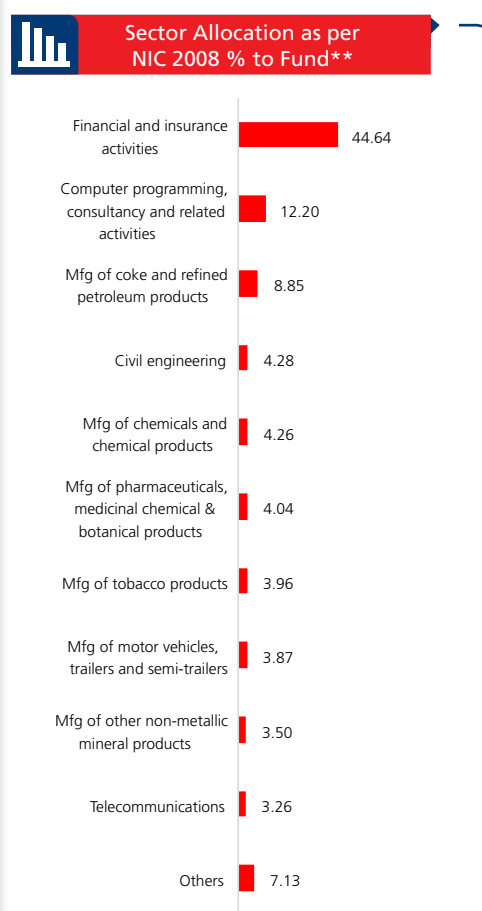 Sector Allocation as per
NIC 2008 % to Fund**
Financial and insurance
activities
44.64
Computer programming,
consultancy and related
activities
12.20
Mfg of coke and refined
petroleum products
8.85
Civil engineering
4.28
Mfg of chemicals and
chemical products
4.26
Mfg of pharmaceuticals,
medicinal chemical &
botanical products
4.04
Mfg of tobacco products
3.96
Mfg of motor vehicles,
trailers and semi-trailers
3.87
Mfg of other non-metallic
mineral products
3.50
Telecommunications
3.26
Others
7.13